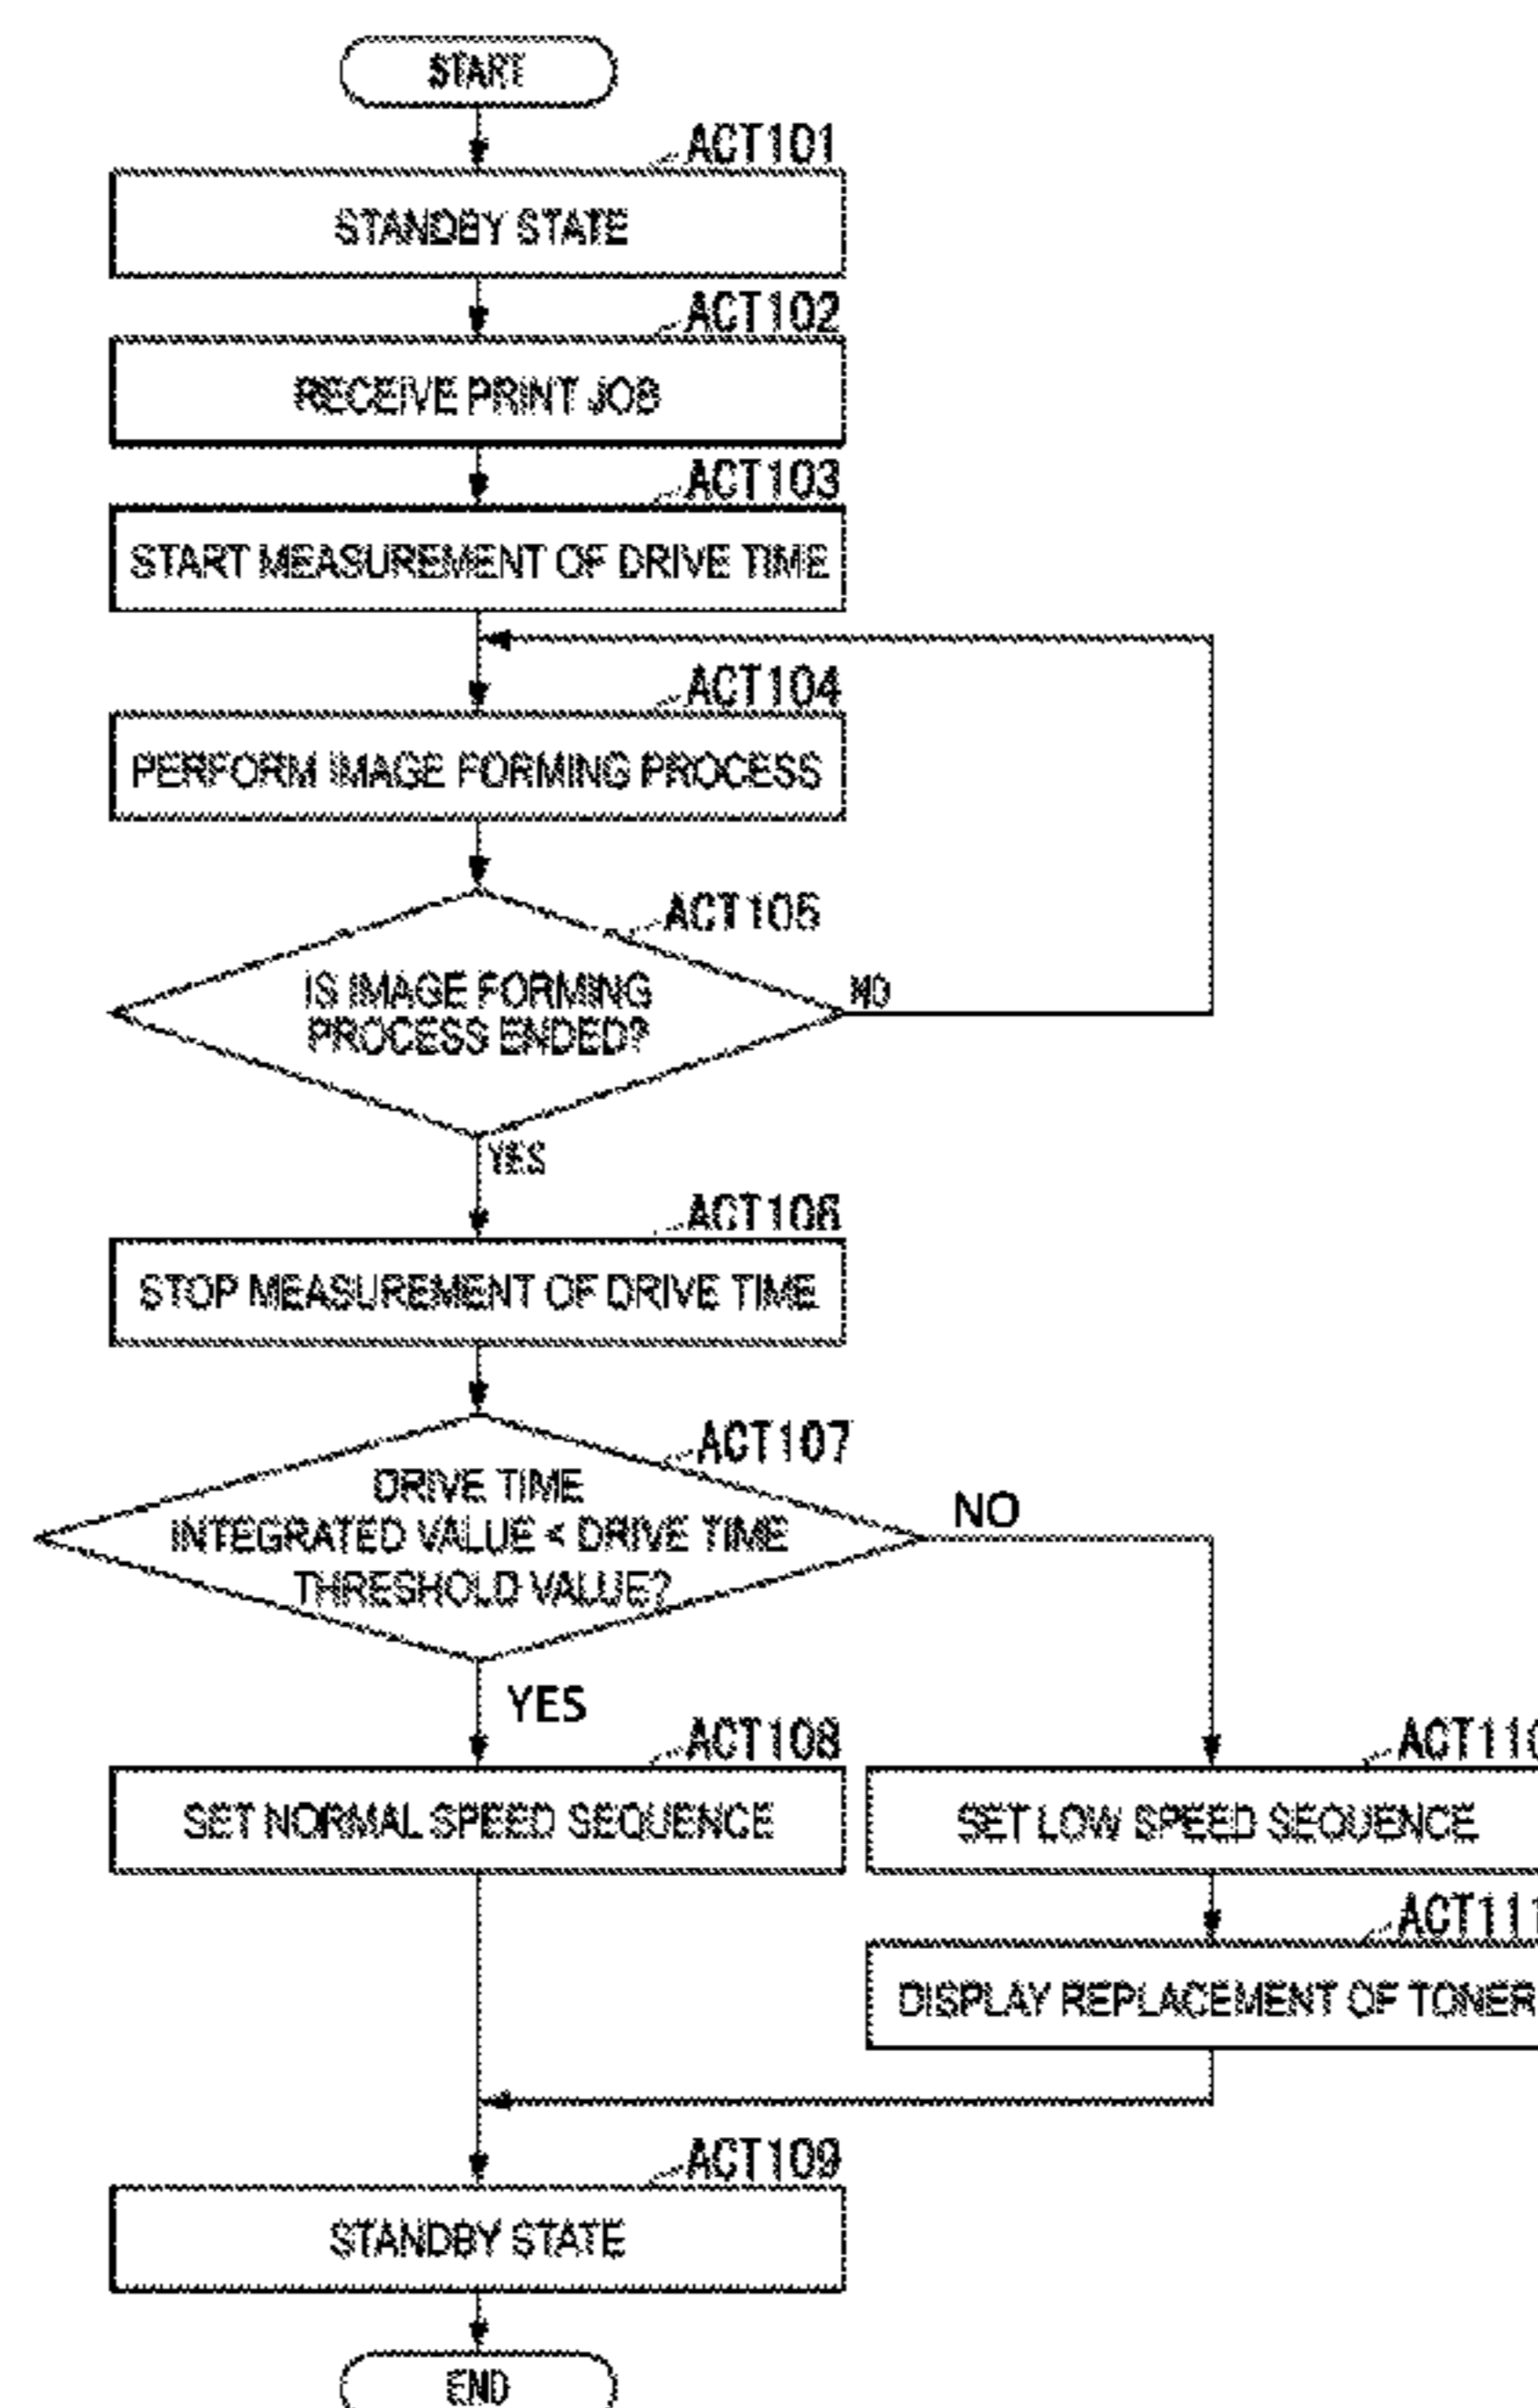 START
ACT101
STANDBY STATE
ACT102
RECEIVE PRINT JOB
ACT103
START MEASUREMENT OF DRIVE TIME
ACT104
PERFORM IMAGE FORMING PROCESS
ACT105
IS IMAGE FORMING
PROCESS ENDED?
NO
YES
ACT106
STOP MEASUREMENT OF DRIVE TIME
ACT107
DRIVE TIME
INTEGRATED VALUE < DRIVE TIME
THRESHOLD VALUE?
NO
YES
ACT108
SET NORMAL SPEED SEQUENCE
ACT110
SET LOW SPEED SEQUENCE
ACT111
DISPLAY REPLACEMENT OF TONER
ACT109
STANDBY STATE
END